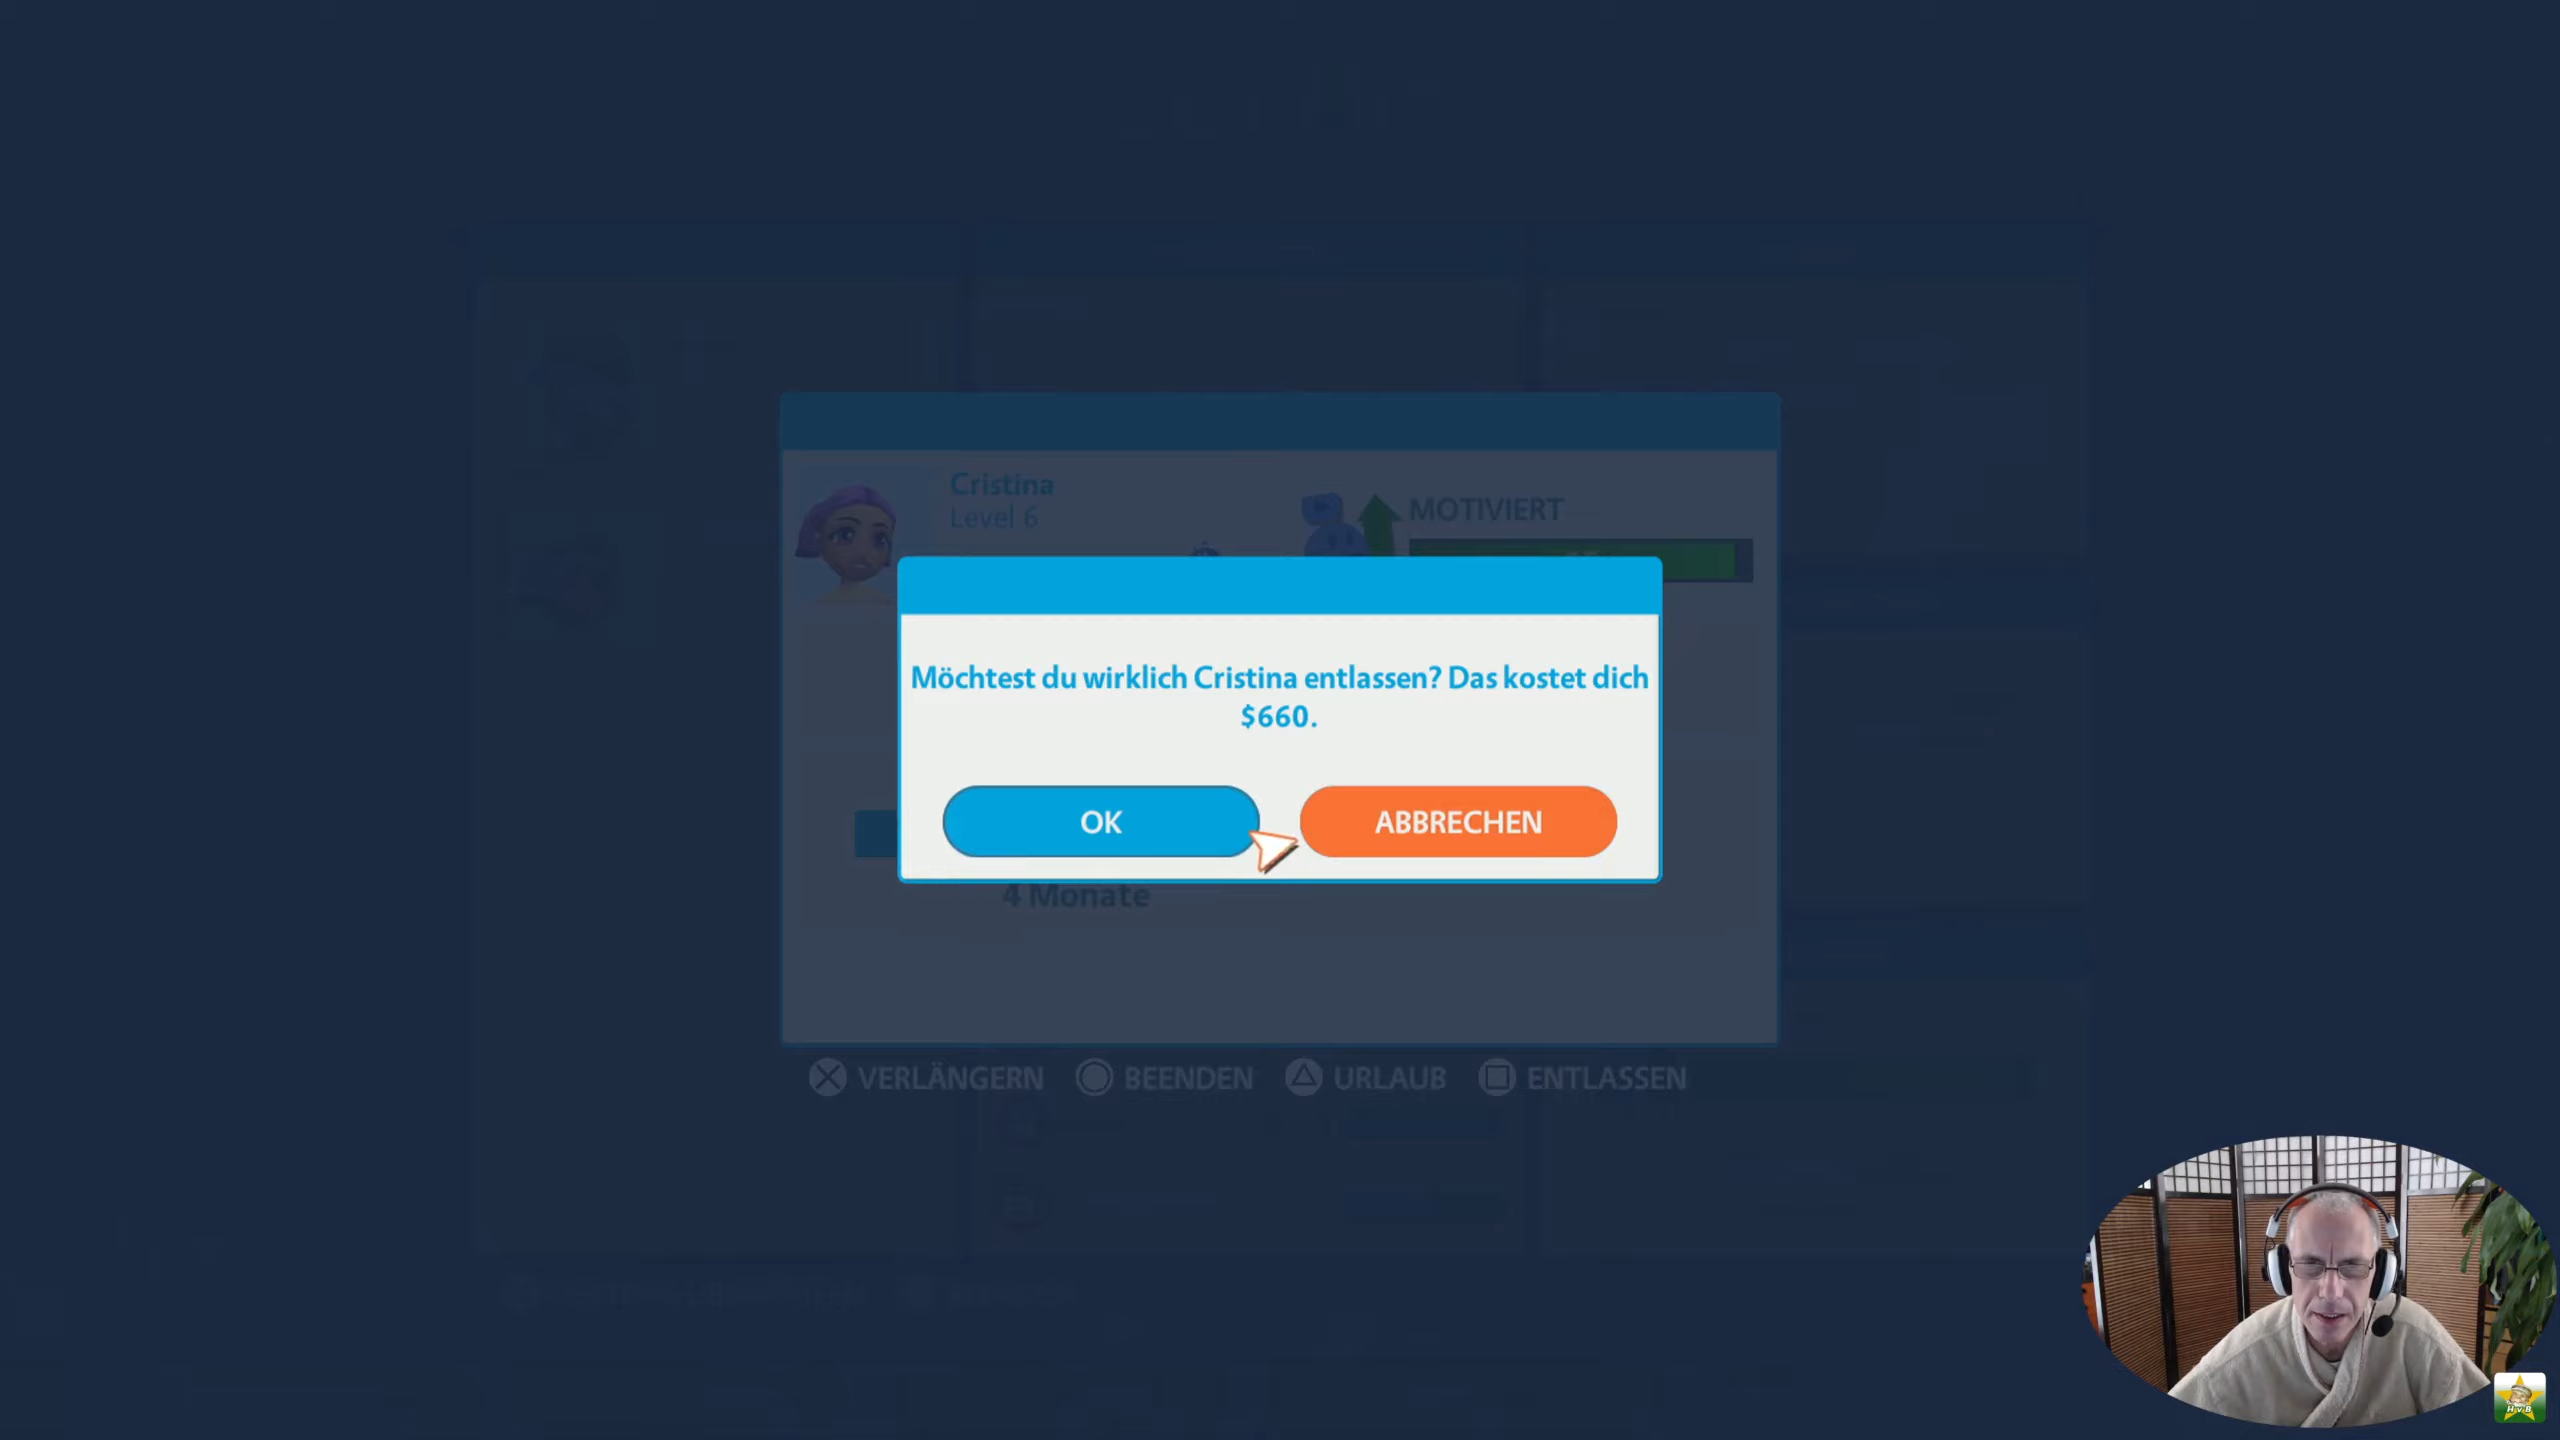 Cristina
Level 6
MOTIVIERT
Möchtest du wirklich Cristina entlassen? Das kostet dich
$660.
OK
ABBRECHEN
4 Monate
VERLÄNGERN
BEENDEN
URLAUB
ENTLASSEN
HvB